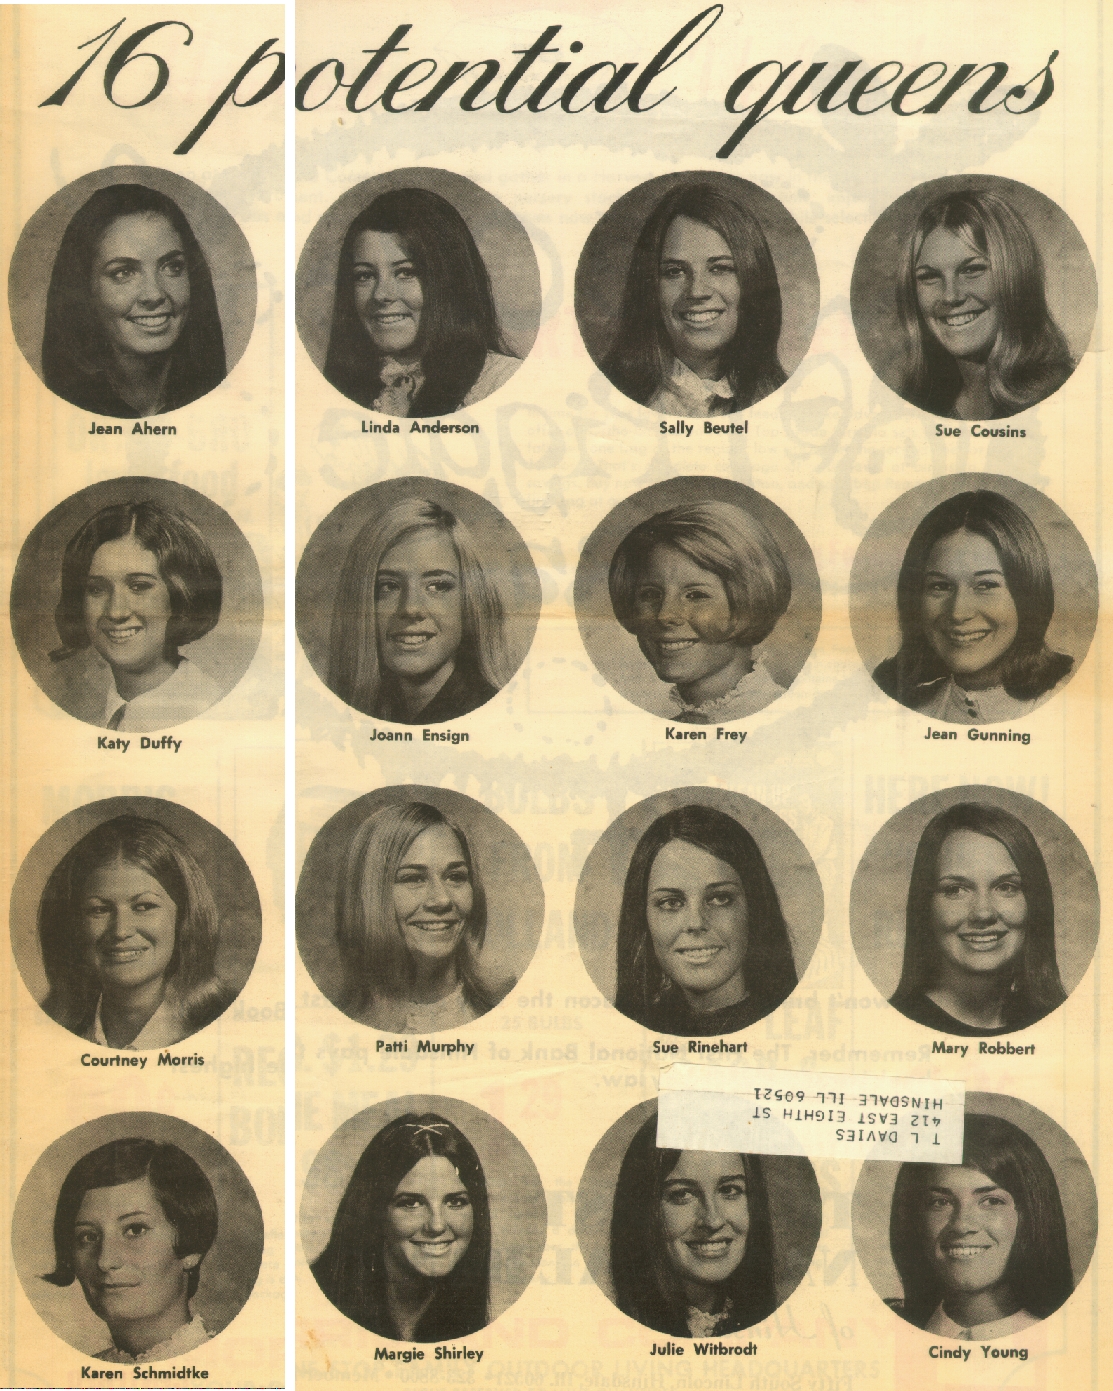 16 potential queens
Jean Ahern
Linda Anderson
Sally Beutel
Sue Cousins
Katy Duffy
Joann Ensign
Karen Frey
Jean Gunning
Courtney Morris
Patti Murphy
Sue Rinehart
Mary Robbert
T L DAVIES
412 EAST EIGHTH ST
HINSDALE ILL 60521
Karen Schmidtke
Margie Shirley
Julie Witbrodt
Cindy Young